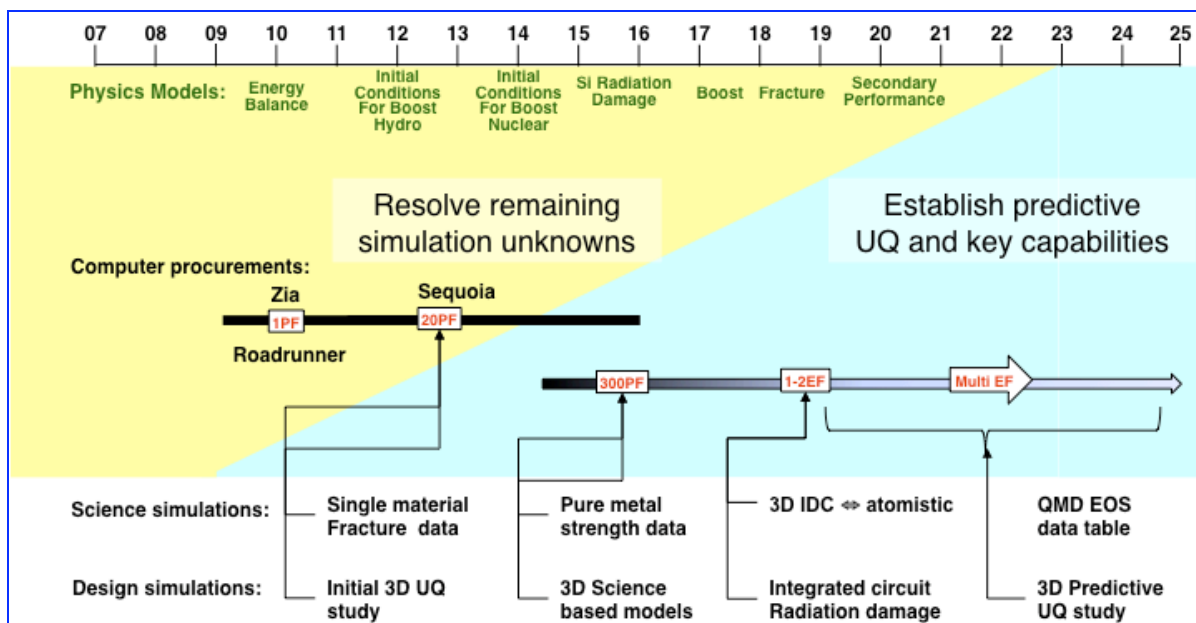 07 08 09 10 11 12 13 14 15 16 17 18 19 20 21 22 23 24 25
Physics Models:
Energy
Balance
Initial
Conditions
For Boost
Hydro
Initial
Conditions
For Boost
Nuclear
Si Radiation
Damage
Boost
Fracture
Secondary
Performance
Resolve remaining
simulation unknowns
Establish predictive
UQ and key capabilities
Computer procurements:
Zia
Sequoia
1PF
20PF
Roadrunner
300PF
1-2EF
Multi EF
Science simulations:
Single material
Fracture data
Pure metal
strength data
3D IDC ⇔ atomistic
QMD EOS
data table
Design simulations:
Initial 3D UQ
study
3D Science
based models
Integrated circuit
Radiation damage
3D Predictive
UQ study